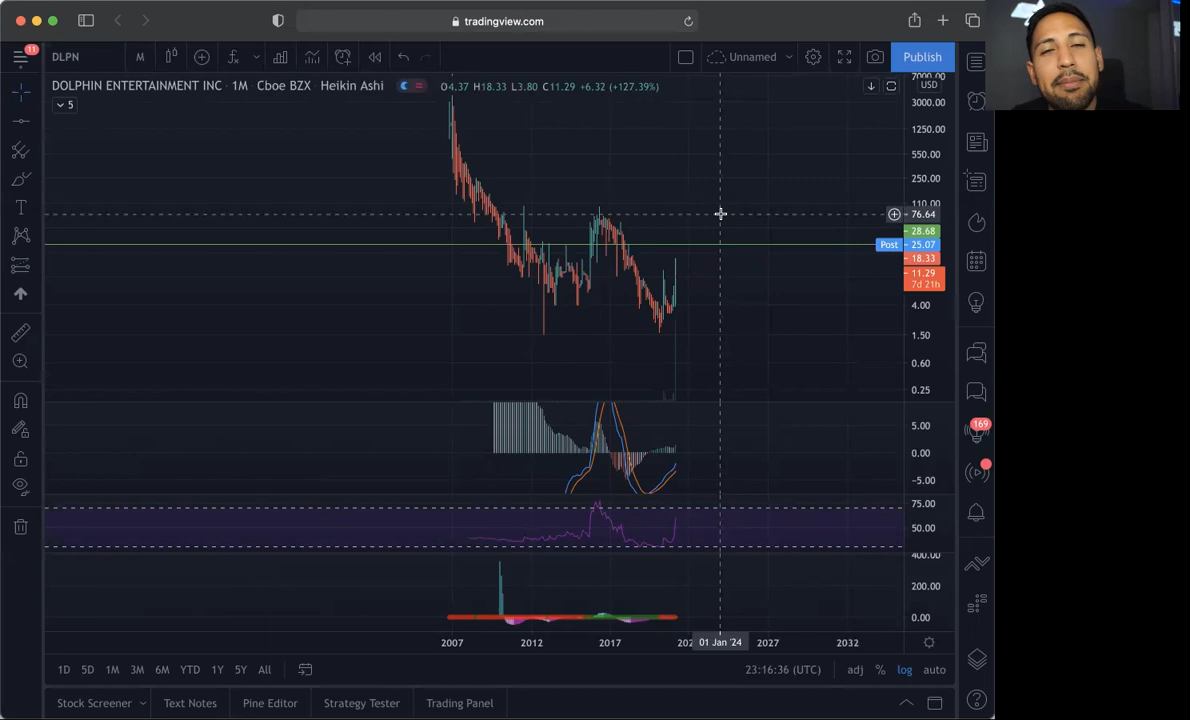 tradingview.com
11
DLPN M Unnamed Publish
DOLPHIN ENTERTAINMENT INC · 1M Cboe BZX Heikin Ashi O4.37 H18.33 L3.80 C11.29 +6.32 (+127.39%)
5
7000.00
USD
3000.00
1250.00
550.00
250.00
110.00
76.64
28.68
Post 25.07
18.33
11.29
7d 21h
4.00
1.50
0.60
0.25
5.00
0.00
−5.00
75.00
50.00
400.00
200.00
0.00
169
2007 2012 2017 202 01 Jan '24 2027 2032
1D 5D 1M 3M 6M YTD 1Y 5Y All 23:16:36 (UTC) adj % log auto
Stock Screener Text Notes Pine Editor Strategy Tester Trading Panel